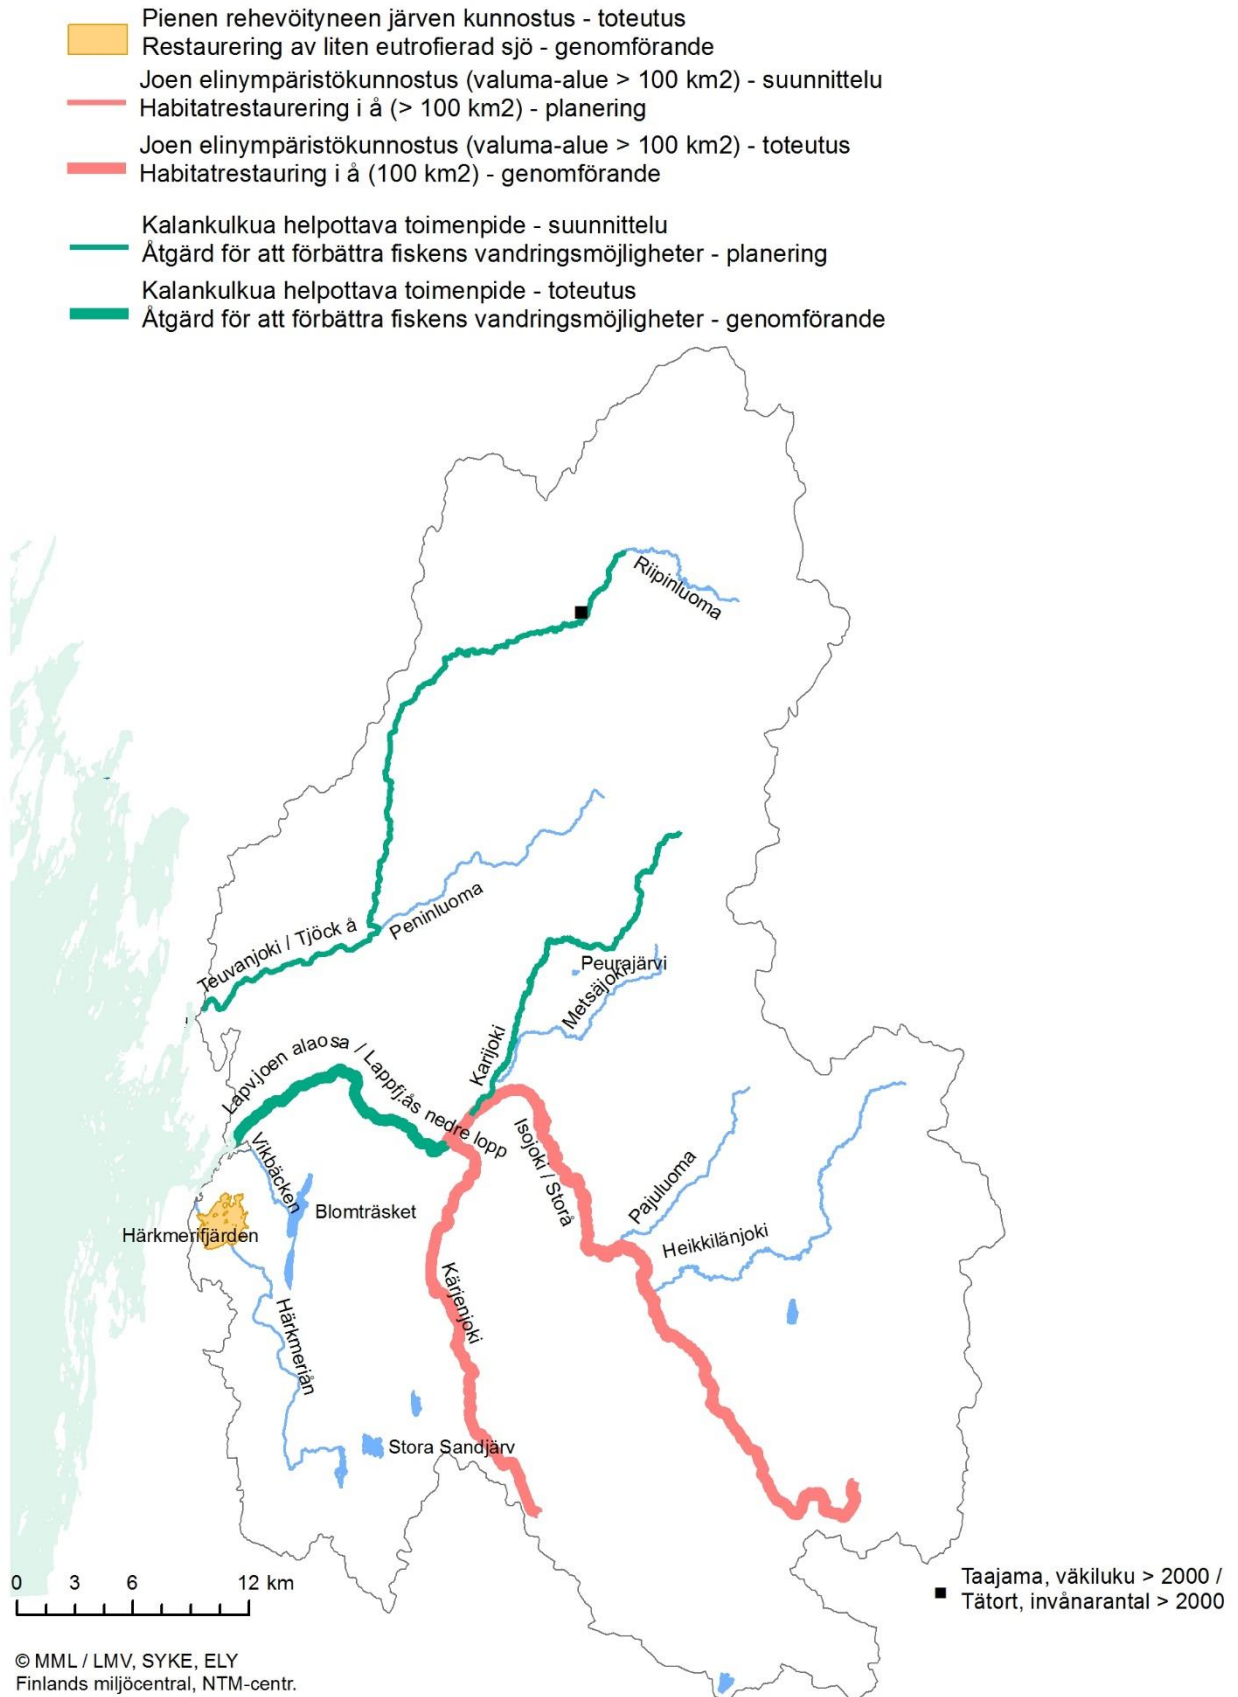 Pienen rehevöityneen järven kunnostus - toteutus
Restaurering av liten eutrofierad sjö - genomförande
Joen elinympäristökunnostus (valuma-alue > 100 km2) - suunnittelu
Habitatrestaurering i å (> 100 km2) - planering
Joen elinympäristökunnostus (valuma-alue > 100 km2) - toteutus
Habitatrestauring i å (100 km2) - genomförande
Kalankulkua helpottava toimenpide - suunnittelu
Åtgärd för att förbättra fiskens vandringsmöjligheter - planering
Kalankulkua helpottava toimenpide - toteutus
Åtgärd för att förbättra fiskens vandringsmöjligheter - genomförande
Riipinluoma
Peninluoma
Teuvanjoki / Tjöck å
Peurajärvi
Metsäjoki
Karijoki
Lapv.joen alaosa / Lappfj.ås nedre lopp
Isojoki / Storå
Vikbäcken
Blomträsket
Pajuluoma
Heikkilänjoki
Härkmerifjärden
Kärjenjoki
Härkmeriån
Stora Sandjärv
0 3 6 12 km
Taajama, väkiluku > 2000 /
Tätort, invånarantal > 2000
© MML / LMV, SYKE, ELY
Finlands miljöcentral, NTM-centr.